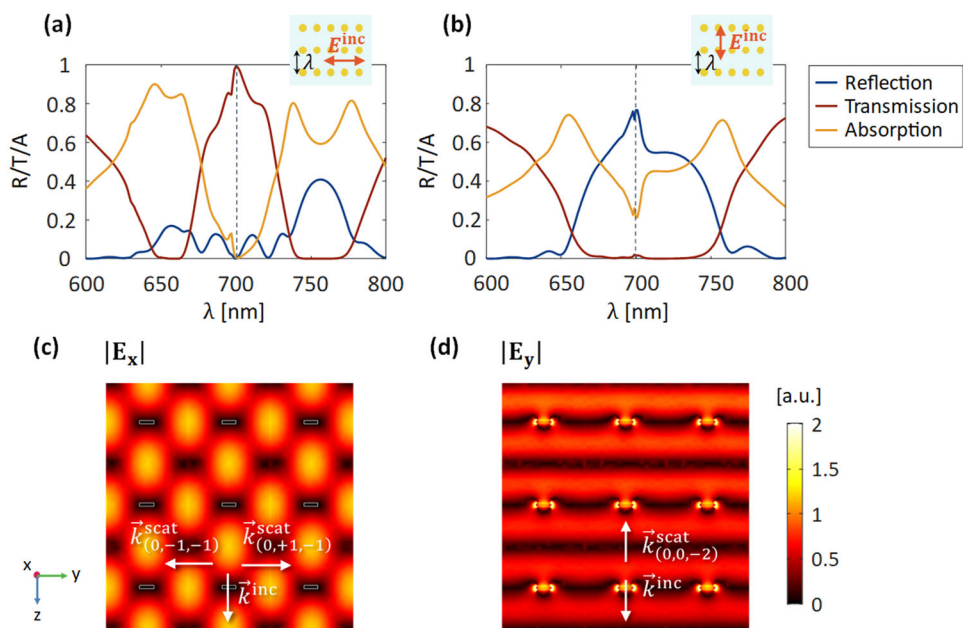 (a)
E^inc
λ
1
0.8
0.6
0.4
0.2
0
R/T/A
600 650 700 750 800
λ [nm]
(b)
E^inc
λ
1
0.8
0.6
0.4
0.2
0
R/T/A
600 650 700 750 800
λ [nm]
Reflection
Transmission
Absorption
(c) |E_x|
k⃗^scat_(0,-1,-1) k⃗^scat_(0,+1,-1)
k⃗^inc
x
y
z
(d) |E_y|
k⃗^scat_(0,0,-2)
k⃗^inc
[a.u.]
2
1.5
1
0.5
0